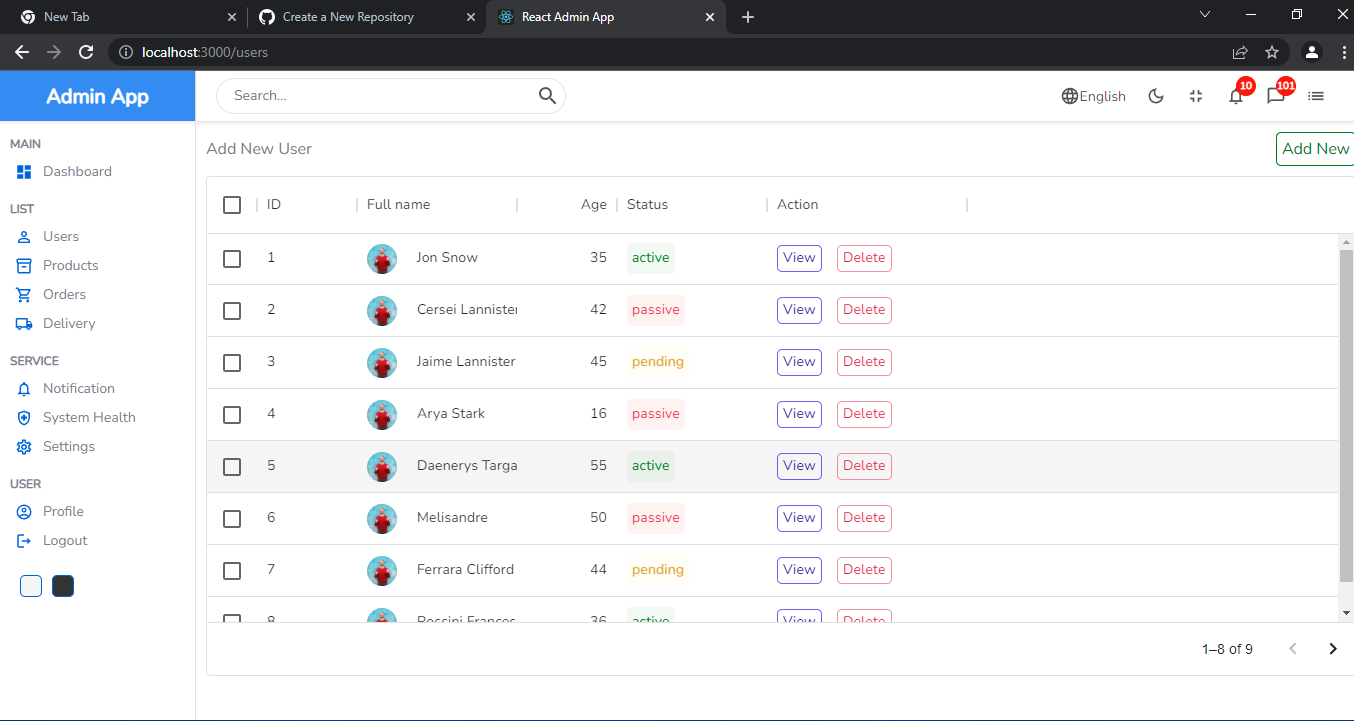 New Tab
Create a New Repository
React Admin App
localhost:3000/users
Admin App
Search...
English
10
101
MAIN
Dashboard
LIST
Users
Products
Orders
Delivery
SERVICE
Notification
System Health
Settings
USER
Profile
Logout
Add New User
Add New
ID Full name Age Status Action
1 Jon Snow 35 active View Delete
2 Cersei Lannister 42 passive View Delete
3 Jaime Lannister 45 pending View Delete
4 Arya Stark 16 passive View Delete
5 Daenerys Targa 55 active View Delete
6 Melisandre 50 passive View Delete
7 Ferrara Clifford 44 pending View Delete
8 Rossini Frances 36 active View Delete
1–8 of 9